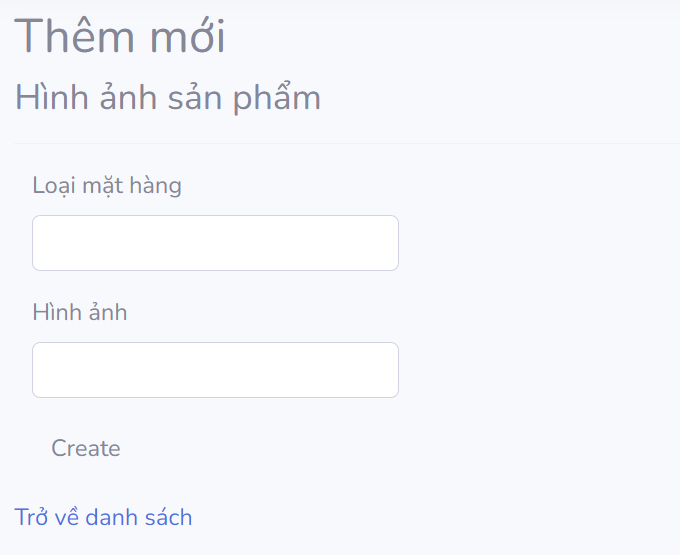 Thêm mới
Hình ảnh sản phẩm
Loại mặt hàng
Hình ảnh
Create
Trở về danh sách